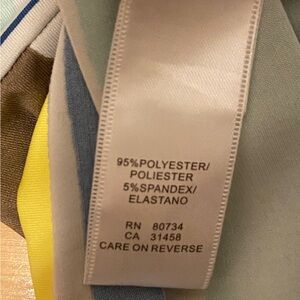 95%POLYESTER/
POLIESTER
5%SPANDEX/
ELASTANO
RN 80734
CA 31458
CARE ON REVERSE